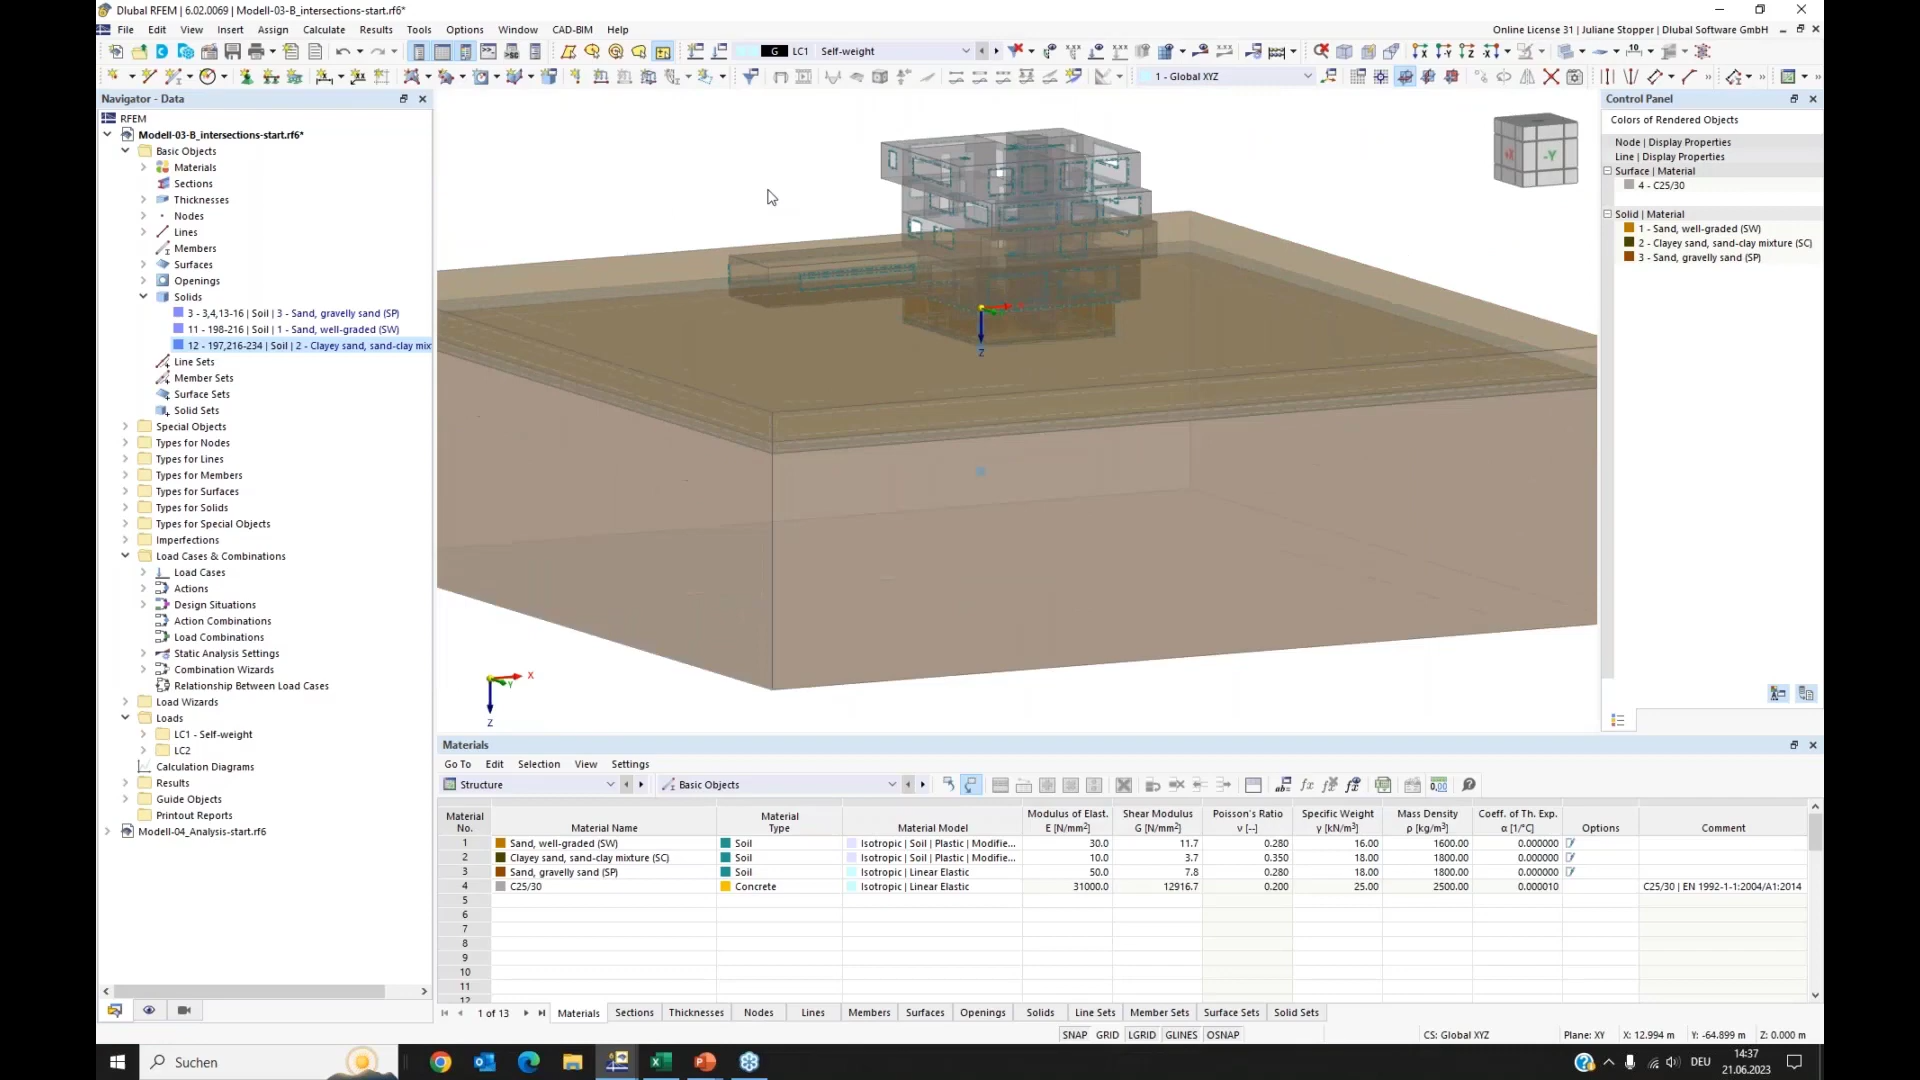 Dlubal RFEM | 6.02.0069 | Modell-03-B_intersections-start.rf6*
File Edit View Insert Assign Calculate Results Tools Options Window CAD-BIM Help
Online License 31 | Juliane Stopper | Dlubal Software GmbH
G LC1 Self-weight
1 - Global XYZ
Navigator - Data
RFEM
Modell-03-B_intersections-start.rf6*
Basic Objects
Materials
Sections
Thicknesses
Nodes
Lines
Members
Surfaces
Openings
Solids
3 - 3,4,13-16 | Soil | 3 - Sand, gravelly sand (SP)
11 - 198-216 | Soil | 1 - Sand, well-graded (SW)
12 - 197,216-234 | Soil | 2 - Clayey sand, sand-clay mix
Line Sets
Member Sets
Surface Sets
Solid Sets
Special Objects
Types for Nodes
Types for Lines
Types for Members
Types for Surfaces
Types for Solids
Types for Special Objects
Imperfections
Load Cases & Combinations
Load Cases
Actions
Design Situations
Action Combinations
Load Combinations
Static Analysis Settings
Combination Wizards
Relationship Between Load Cases
Load Wizards
Loads
LC1 - Self-weight
LC2
Calculation Diagrams
Results
Guide Objects
Printout Reports
Modell-04_Analysis-start.rf6
+X -Y
Z
X
Y
Z
Control Panel
Colors of Rendered Objects
Node | Display Properties
Line | Display Properties
Surface | Material
4 - C25/30
Solid | Material
1 - Sand, well-graded (SW)
2 - Clayey sand, sand-clay mixture (SC)
3 - Sand, gravelly sand (SP)
Materials
Go To Edit Selection View Settings
Structure Basic Objects
Material No. Material Name Material Type Material Model Modulus of Elast. E [N/mm²] Shear Modulus G [N/mm²] Poisson's Ratio ν [--] Specific Weight γ [kN/m³] Mass Density ρ [kg/m³] Coeff. of Th. Exp. α [1/°C] Options Comment
1 Sand, well-graded (SW) Soil Isotropic | Soil | Plastic | Modifie... 30.0 11.7 0.280 16.00 1600.00 0.000000
2 Clayey sand, sand-clay mixture (SC) Soil Isotropic | Soil | Plastic | Modifie... 10.0 3.7 0.350 18.00 1800.00 0.000000
3 Sand, gravelly sand (SP) Soil Isotropic | Linear Elastic 50.0 7.8 0.280 18.00 1800.00 0.000000
4 C25/30 Concrete Isotropic | Linear Elastic 31000.0 12916.7 0.200 25.00 2500.00 0.000010 C25/30 | EN 1992-1-1:2004/A1:2014
5
6
7
8
9
10
11
12
1 of 13 Materials Sections Thicknesses Nodes Lines Members Surfaces Openings Solids Line Sets Member Sets Surface Sets Solid Sets
SNAP GRID LGRID GLINES OSNAP CS: Global XYZ Plane: XY X: 12.994 m Y: -64.899 m Z: 0.000 m
Suchen
DEU
14:37
21.06.2023